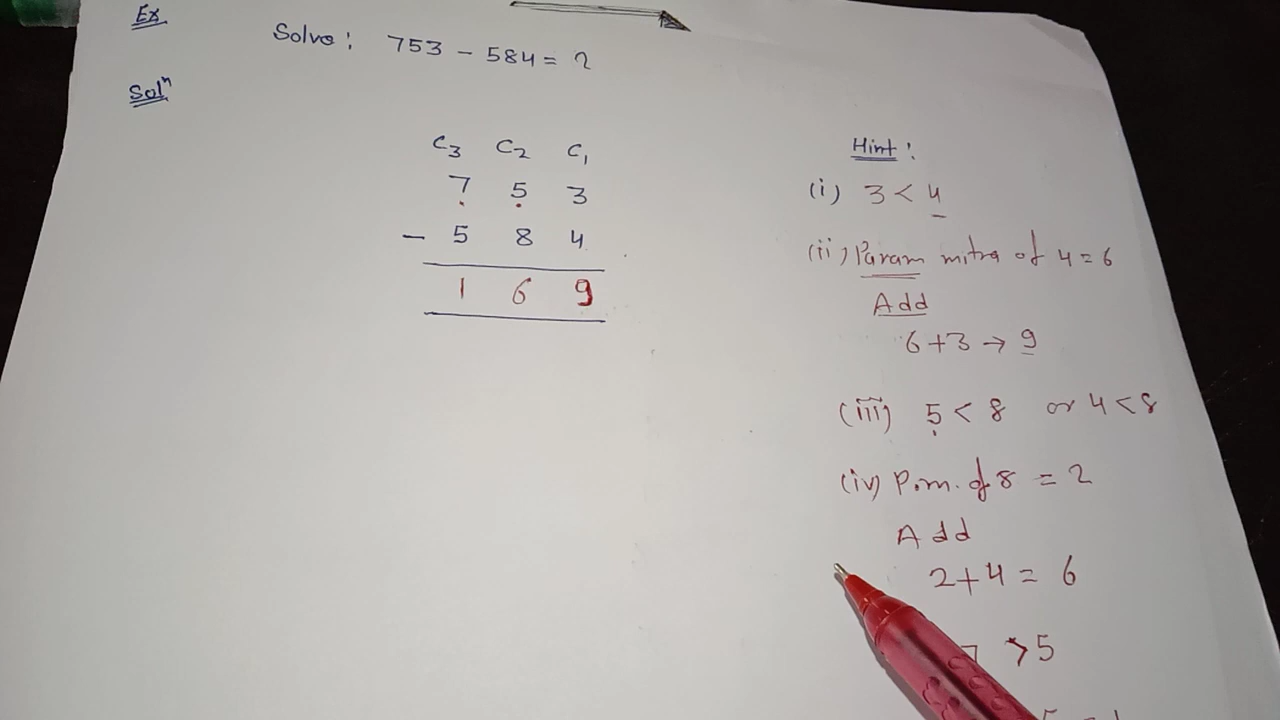 Ex
Solve: 753 - 584 = ?
Solⁿ
C3 C2 C1
7 5 3
- 5 8 4
1 6 9
Hint:
(i) 3 < 4
(ii) Param mitra of 4 = 6
Add
6+3 → 9
(iii) 5 < 8 or 4 < 8
(iv) P.m. of 8 = 2
Add
2+4 = 6
7 > 5